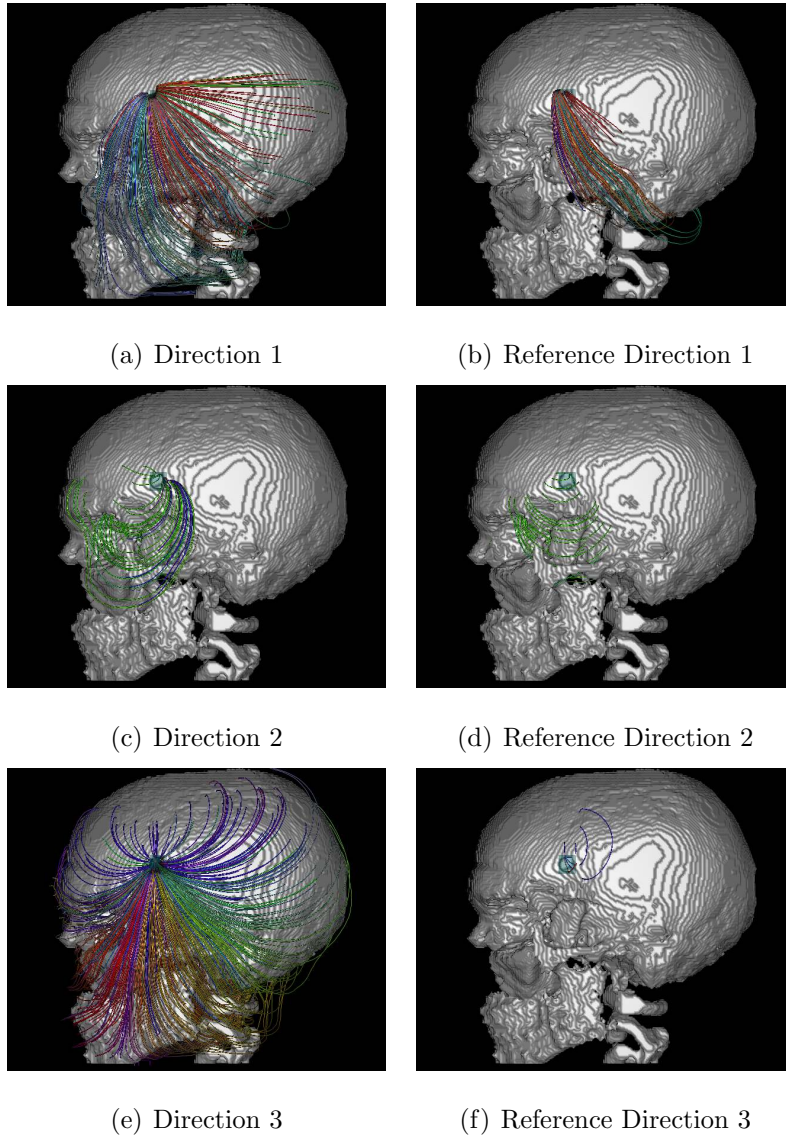 (a) Direction 1
(b) Reference Direction 1
(c) Direction 2
(d) Reference Direction 2
(e) Direction 3
(f) Reference Direction 3